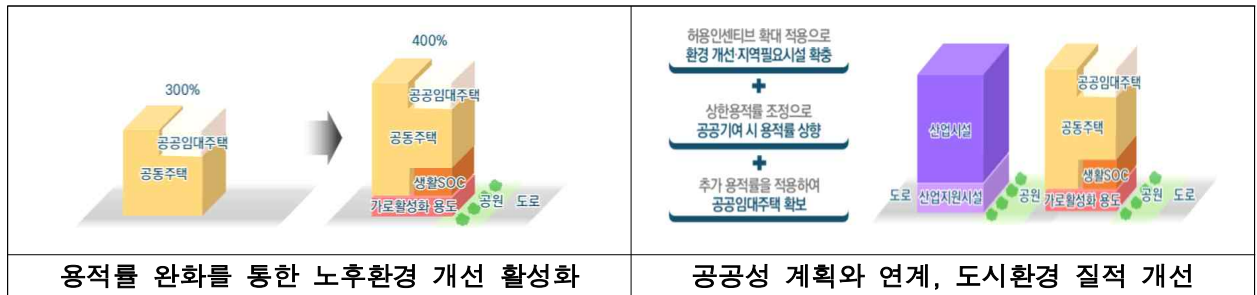 300%
공공임대주택
공동주택
400%
공공임대주택
공동주택
생활SOC
가로활성화 용도
공원
도로
허용인센티브 확대 적용으로
환경 개선·지역필요시설 확충
+
상한용적률 조정으로
공공기여 시 용적률 상향
+
추가 용적률을 적용하여
공공임대주택 확보
산업시설
도로
산업지원시설
공원
공공임대주택
공동주택
생활SOC
가로활성화 용도
공원
도로
용적률 완화를 통한 노후환경 개선 활성화
공공성 계획와 연계, 도시환경 질적 개선